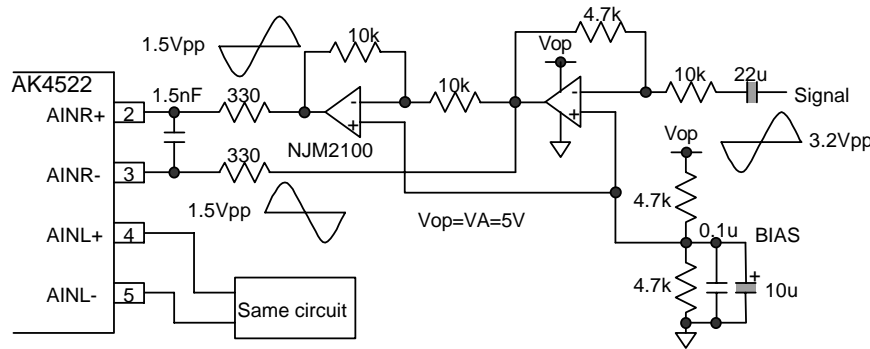 4.7k
10k
1.5Vpp
Vop
AK4522
1.5nF
330
10k
10k
22u
Signal
AINR+
2
-
+
-
+
Vop
3.2Vpp
NJM2100
330
AINR-
3
4.7k
1.5Vpp
Vop=VA=5V
AINL+
4
0.1u
BIAS
+
4.7k
10u
AINL-
5
Same circuit